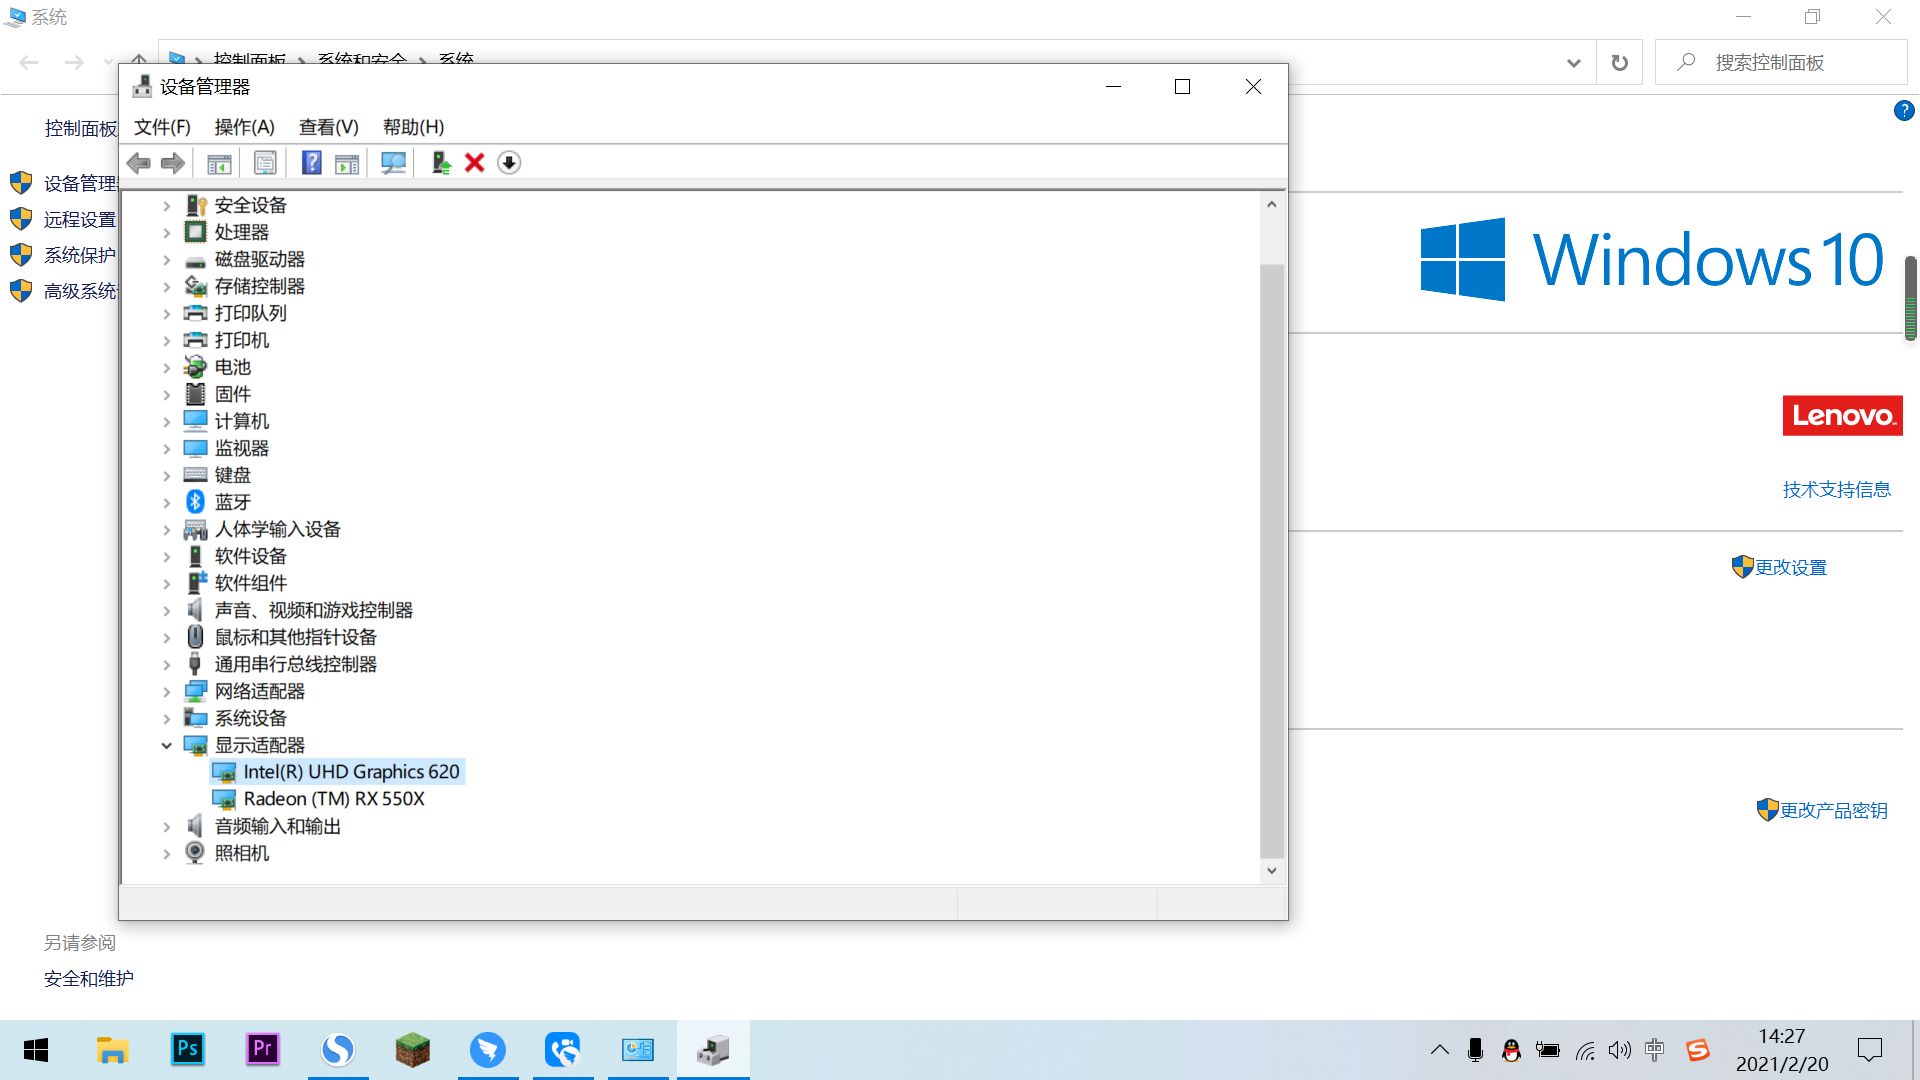 系统
控制面板 › 系统和安全 › 系统
搜索控制面板
设备管理器
文件(F) 操作(A) 查看(V) 帮助(H)
控制面板
设备管理
远程设置
系统保护
高级系统
安全设备
处理器
磁盘驱动器
存储控制器
打印队列
打印机
电池
固件
计算机
监视器
键盘
蓝牙
人体学输入设备
软件设备
软件组件
声音、视频和游戏控制器
鼠标和其他指针设备
通用串行总线控制器
网络适配器
系统设备
显示适配器
Intel(R) UHD Graphics 620
Radeon (TM) RX 550X
音频输入和输出
照相机
Windows 10
Lenovo
技术支持信息
更改设置
更改产品密钥
另请参阅
安全和维护
Ps
Pr
中
14:27
2021/2/20